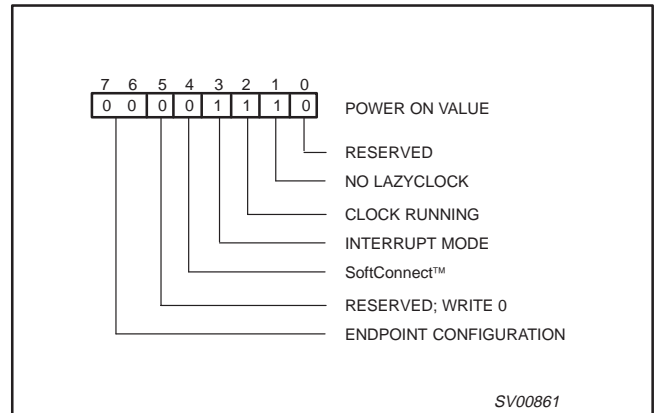 7 6 5 4 3 2 1 0
0 0 0 0 1 1 1 0 POWER ON VALUE
RESERVED
NO LAZYCLOCK
CLOCK RUNNING
INTERRUPT MODE
SoftConnect™
RESERVED; WRITE 0
ENDPOINT CONFIGURATION
SV00861